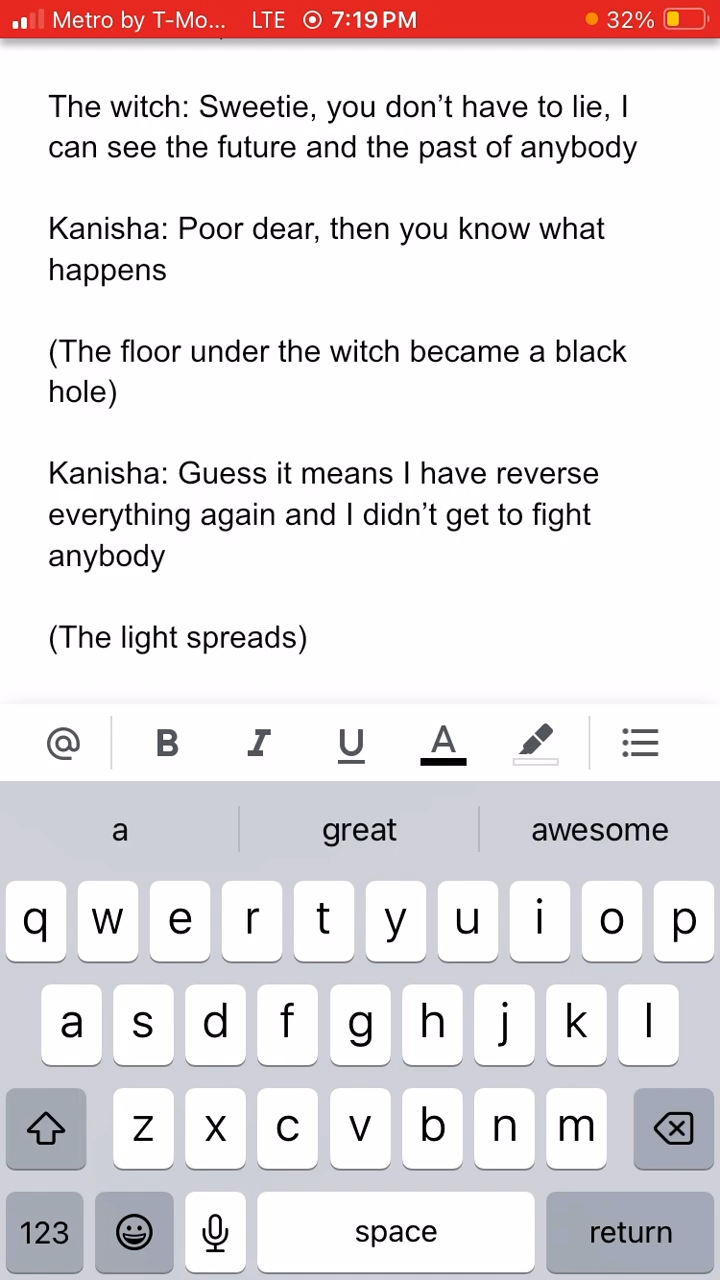 Metro by T-Mo... LTE 7:19 PM 32%
The witch: Sweetie, you don’t have to lie, I
can see the future and the past of anybody
Kanisha: Poor dear, then you know what
happens
(The floor under the witch became a black
hole)
Kanisha: Guess it means I have reverse
everything again and I didn’t get to fight
anybody
(The light spreads)
@ B I U A
a great awesome
q w e r t y u i o p
a s d f g h j k l
z x c v b n m
123 space return